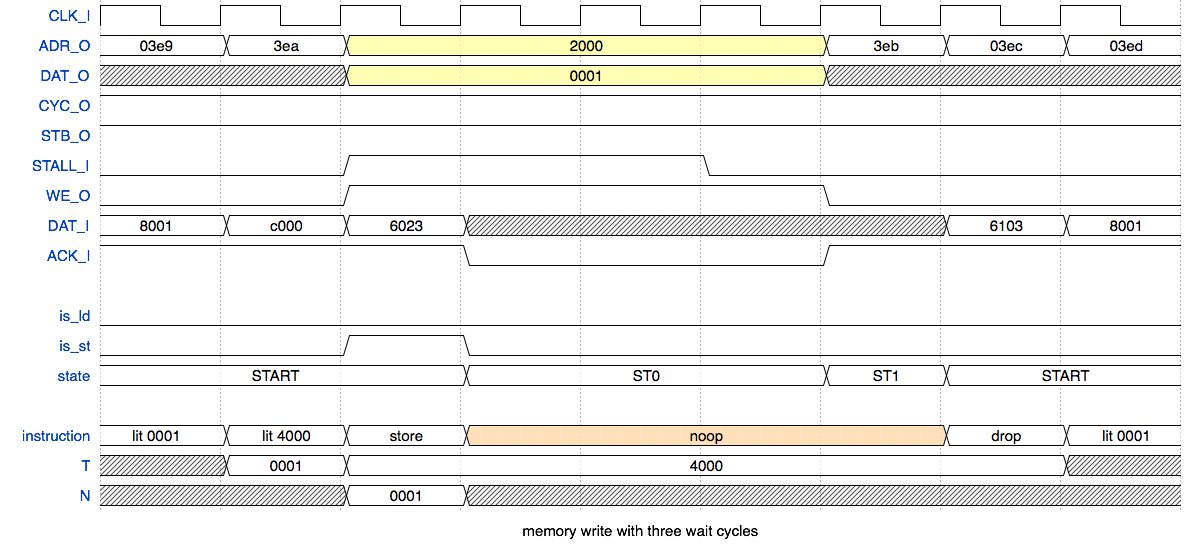 CLK_I
ADR_O 03e9 3ea 2000 3eb 03ec 03ed
DAT_O 0001
CYC_O
STB_O
STALL_I
WE_O
DAT_I 8001 c000 6023 6103 8001
ACK_I
is_ld
is_st
state START ST0 ST1 START
instruction lit 0001 lit 4000 store noop drop lit 0001
T 0001 4000
N 0001
memory write with three wait cycles